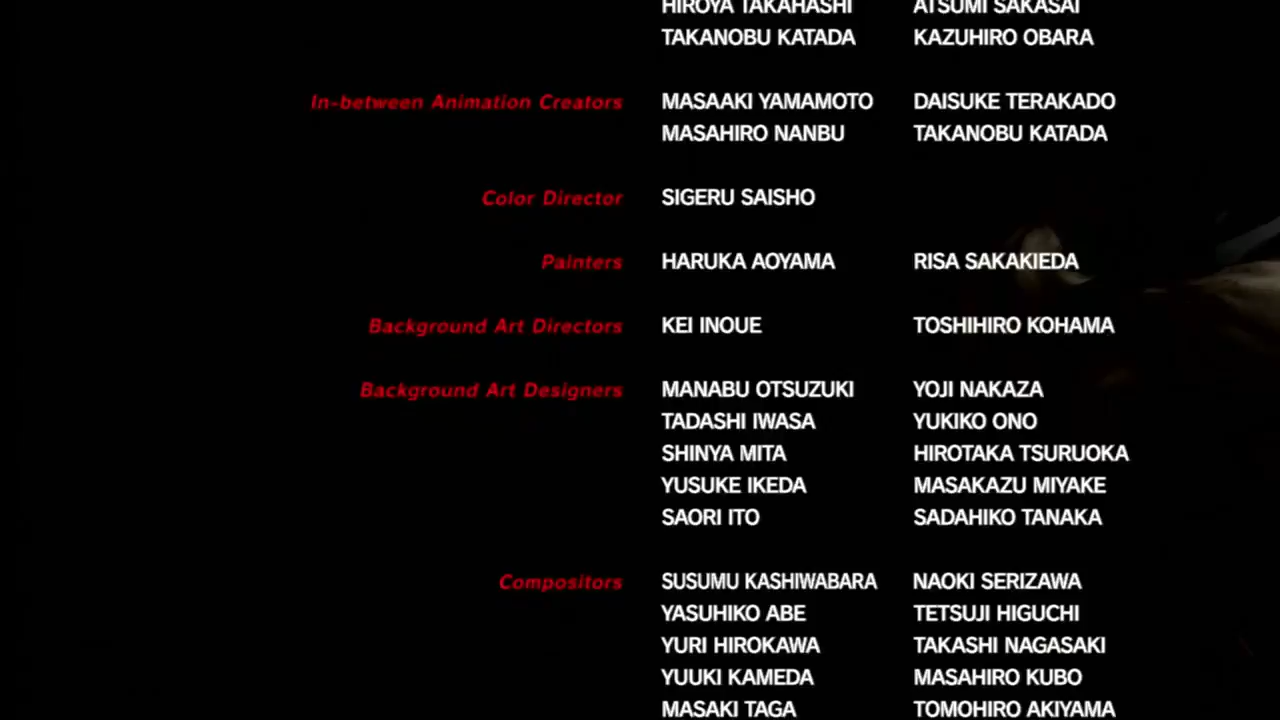 HIROYA TAKAHASHI ATSUMI SAKASAI
TAKANOBU KATADA KAZUHIRO OBARA
In-between Animation Creators MASAAKI YAMAMOTO DAISUKE TERAKADO
MASAHIRO NANBU TAKANOBU KATADA
Color Director SIGERU SAISHO
Painters HARUKA AOYAMA RISA SAKAKIEDA
Background Art Directors KEI INOUE TOSHIHIRO KOHAMA
Background Art Designers MANABU OTSUZUKI YOJI NAKAZA
TADASHI IWASA YUKIKO ONO
SHINYA MITA HIROTAKA TSURUOKA
YUSUKE IKEDA MASAKAZU MIYAKE
SAORI ITO SADAHIKO TANAKA
Compositors SUSUMU KASHIWABARA NAOKI SERIZAWA
YASUHIKO ABE TETSUJI HIGUCHI
YURI HIROKAWA TAKASHI NAGASAKI
YUUKI KAMEDA MASAHIRO KUBO
MASAKI TAGA TOMOHIRO AKIYAMA